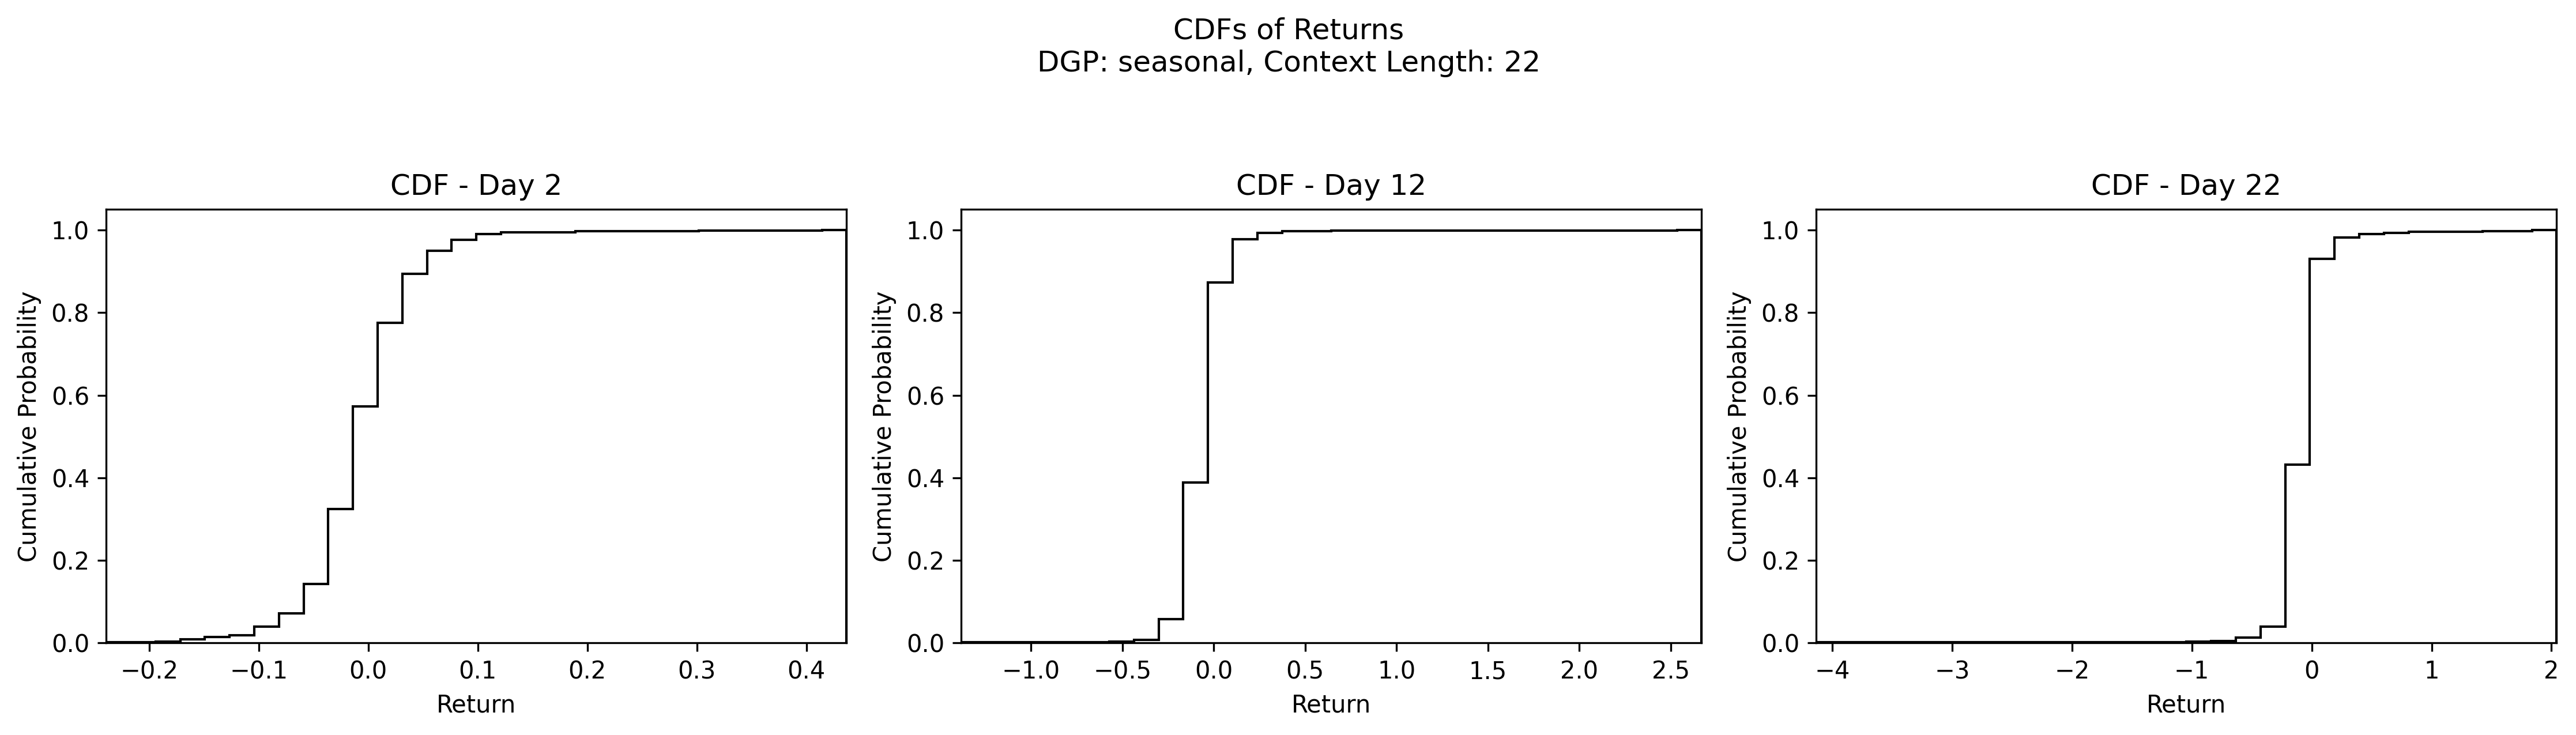 CDFs of Returns
DGP: seasonal, Context Length: 22
CDF - Day 2
Cumulative Probability
1.0
0.8
0.6
0.4
0.2
0.0
−0.2 −0.1 0.0 0.1 0.2 0.3 0.4
Return
CDF - Day 12
Cumulative Probability
1.0
0.8
0.6
0.4
0.2
0.0
−1.0 −0.5 0.0 0.5 1.0 1.5 2.0 2.5
Return
CDF - Day 22
Cumulative Probability
1.0
0.8
0.6
0.4
0.2
0.0
−4 −3 −2 −1 0 1 2
Return